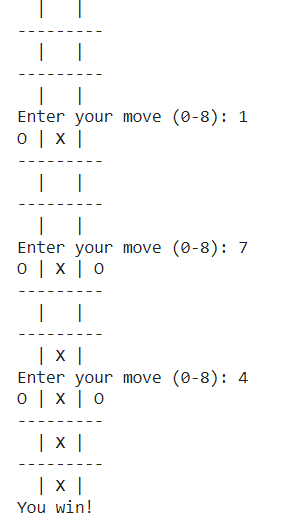 |   |
---------
  |   |
---------
  |   |
Enter your move (0-8): 1
O | X |
---------
  |   |
---------
  |   |
Enter your move (0-8): 7
O | X | O
---------
  |   |
---------
  | X |
Enter your move (0-8): 4
O | X | O
---------
  | X |
---------
  | X |
You win!